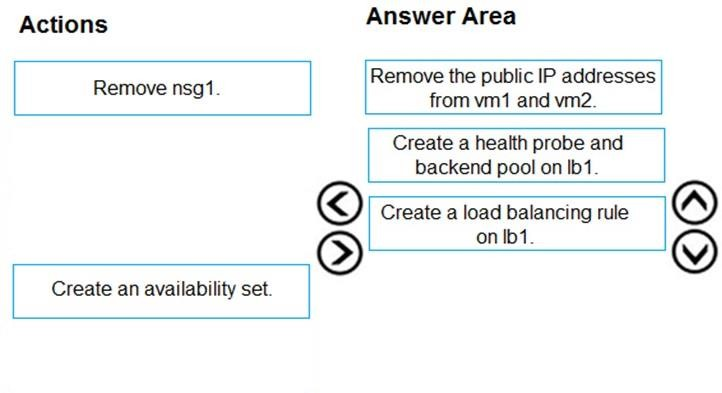 Actions
Answer Area
Remove nsg1.
Remove the public IP addresses
from vm1 and vm2.
Create a health probe and
backend pool on lb1.
Create a load balancing rule
on lb1.
Create an availability set.